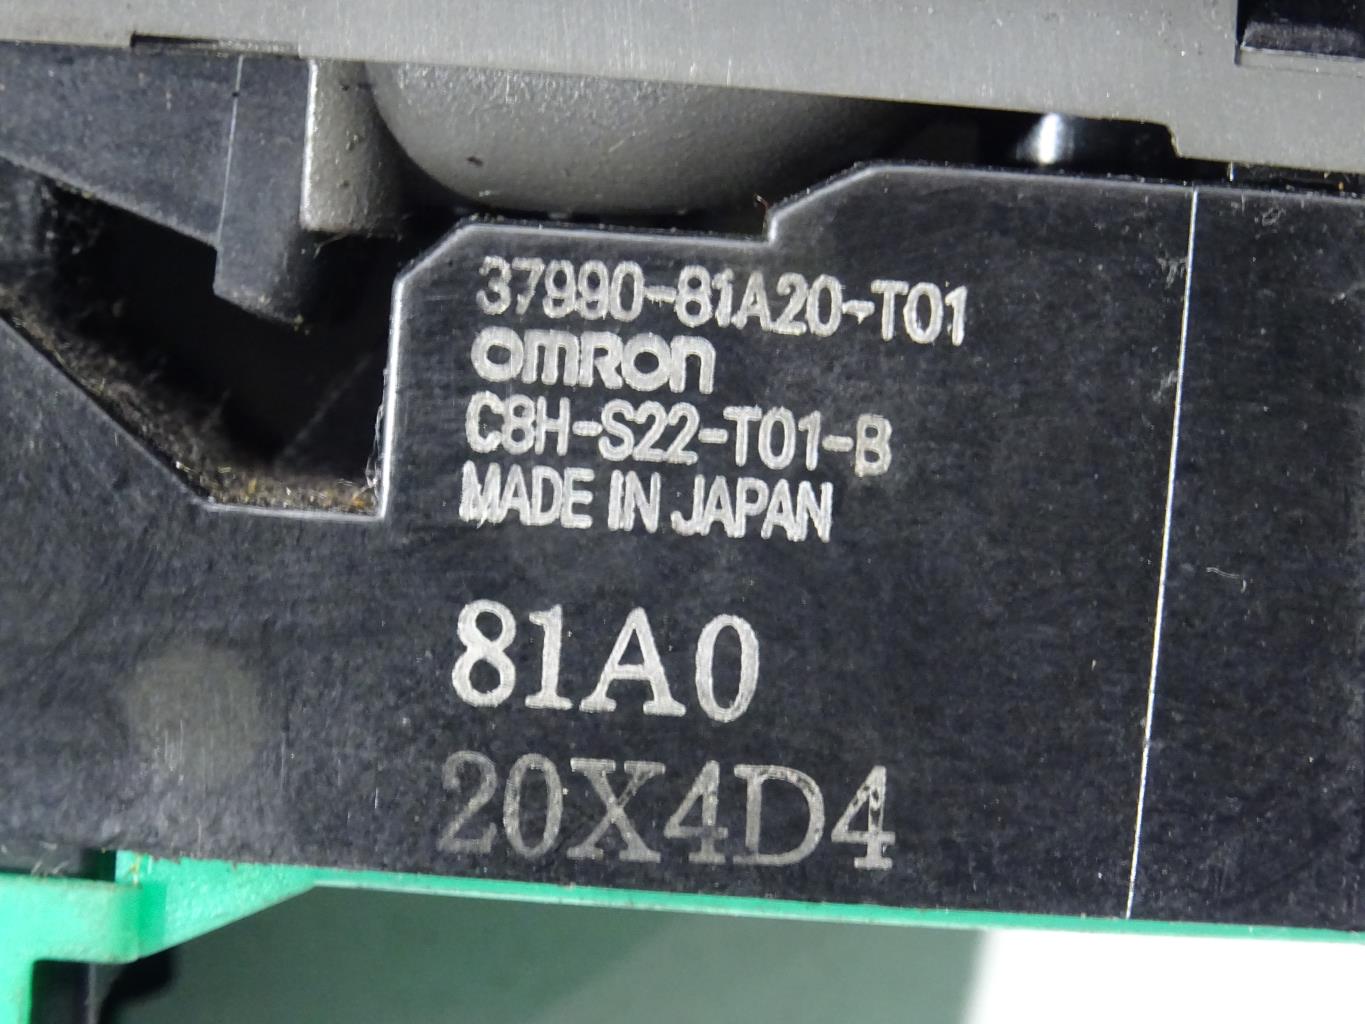 37990-81A20-T01
omron
C8H-S22-T01-B
MADE IN JAPAN
81A0
20X4D4